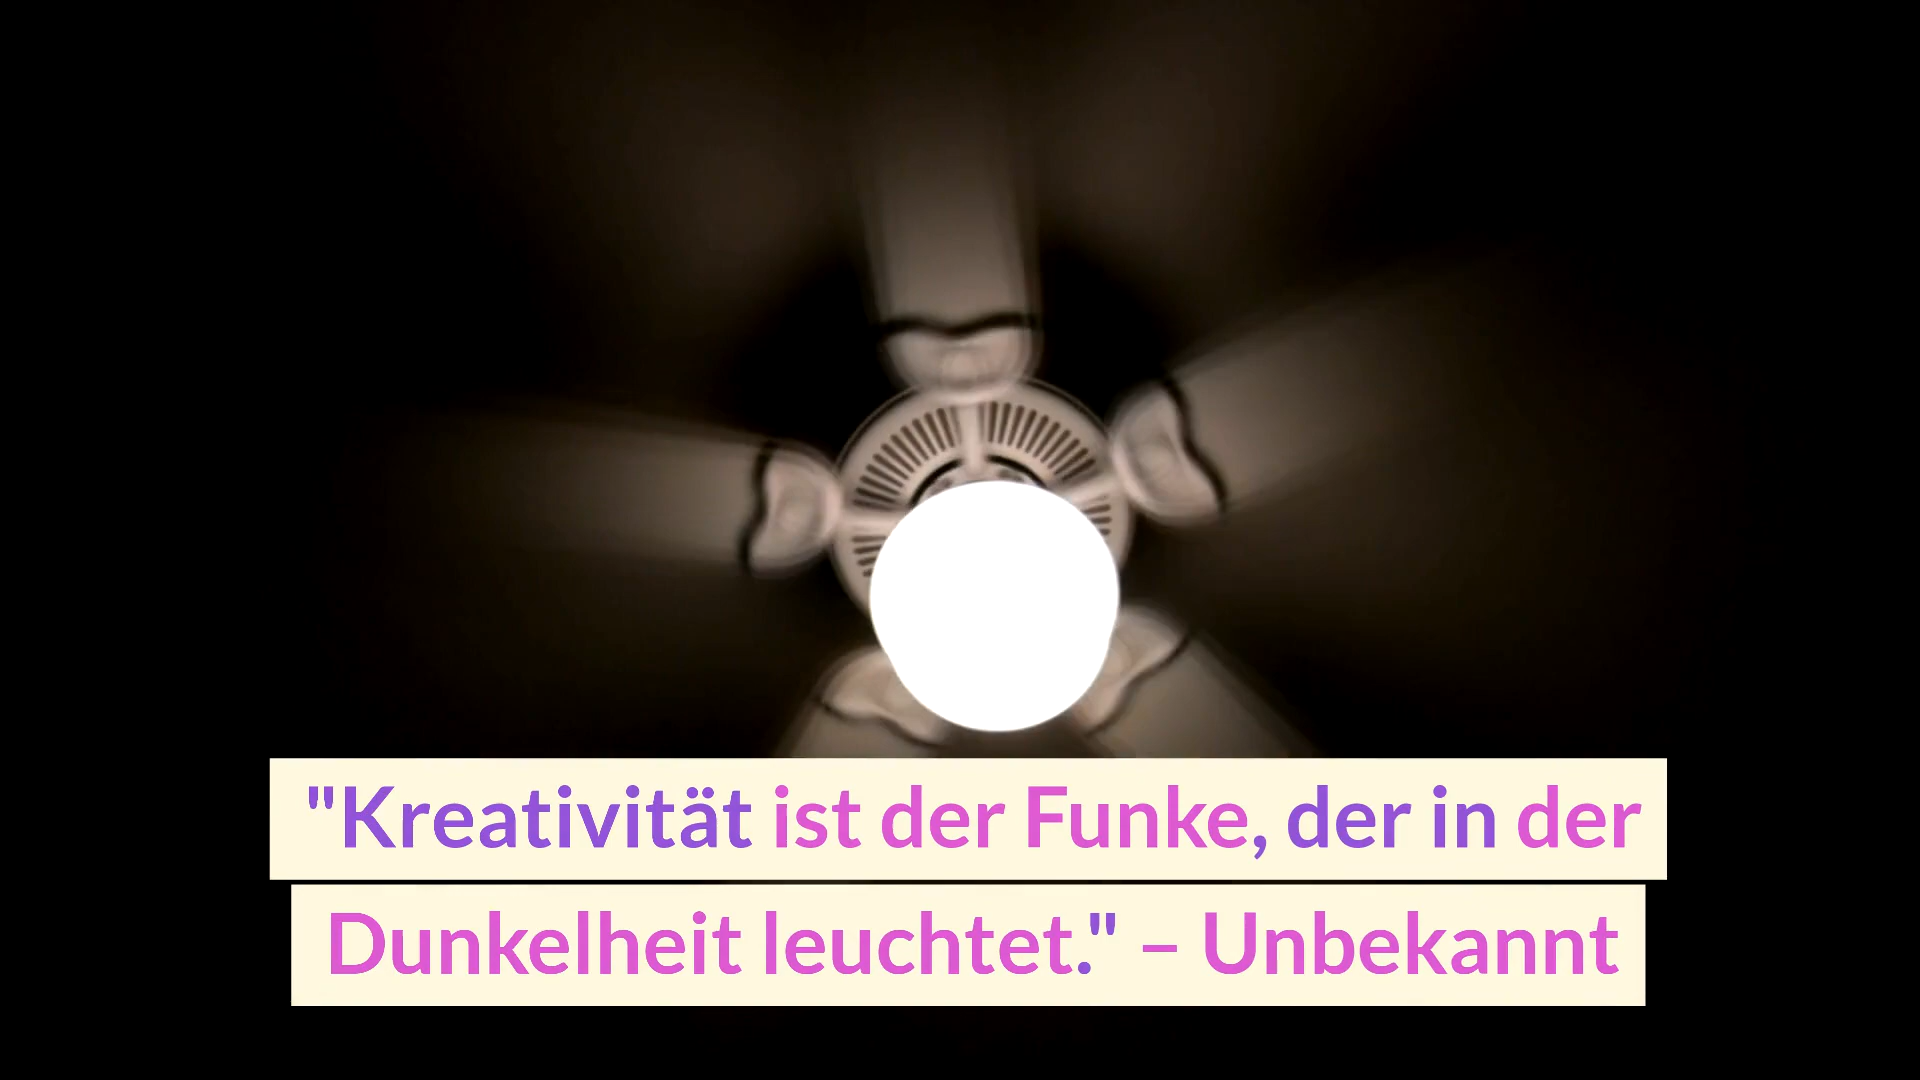 "Kreativität ist der Funke, der in der
Dunkelheit leuchtet." – Unbekannt